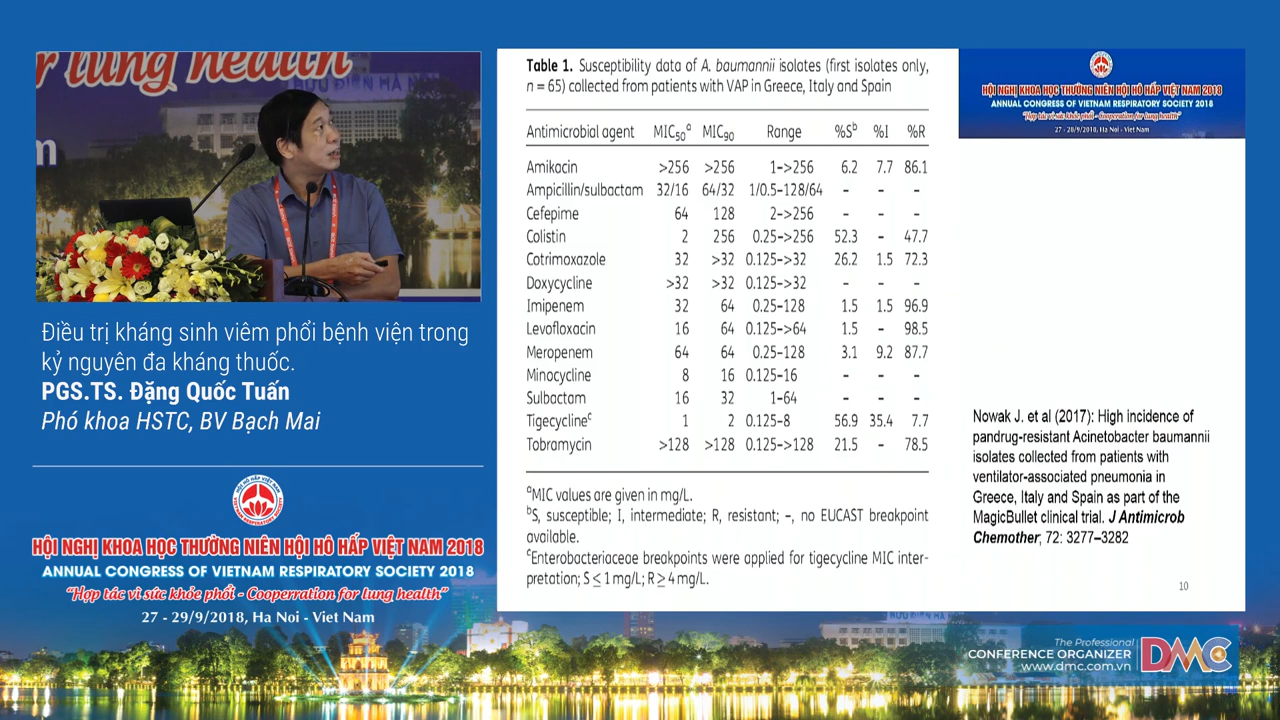 r lung health
BƯU ĐIỆN HÀ NỘI
Điều trị kháng sinh viêm phổi bệnh viện trong
kỷ nguyên đa kháng thuốc.
PGS.TS. Đặng Quốc Tuấn
Phó khoa HSTC, BV Bạch Mai
HỘI NGHỊ KHOA HỌC THƯỜNG NIÊN HỘI HÔ HẤP VIỆT NAM 2018
ANNUAL CONGRESS OF VIETNAM RESPIRATORY SOCIETY 2018
"Hợp tác vì sức khỏe phổi - Cooperration for lung health"
27 - 29/9/2018, Ha Noi - Viet Nam
Table 1. Susceptibility data of A. baumannii isolates (first isolates only,
n = 65) collected from patients with VAP in Greece, Italy and Spain
Antimicrobial agent MIC50a MIC90 Range %Sb %I %R
Amikacin >256 >256 1–>256 6.2 7.7 86.1
Ampicillin/sulbactam 32/16 64/32 1/0.5–128/64 – – –
Cefepime 64 128 2–>256 – – –
Colistin 2 256 0.25–>256 52.3 – 47.7
Cotrimoxazole 32 >32 0.125–>32 26.2 1.5 72.3
Doxycycline >32 >32 0.125–>32 – – –
Imipenem 32 64 0.25–128 1.5 1.5 96.9
Levofloxacin 16 64 0.125–>64 1.5 – 98.5
Meropenem 64 64 0.25–128 3.1 9.2 87.7
Minocycline 8 16 0.125–16 – – –
Sulbactam 16 32 1–64 – – –
Tigecyclinec 1 2 0.125–8 56.9 35.4 7.7
Tobramycin >128 >128 0.125–>128 21.5 – 78.5
aMIC values are given in mg/L.
bS, susceptible; I, intermediate; R, resistant; –, no EUCAST breakpoint
available.
cEnterobacteriaceae breakpoints were applied for tigecycline MIC inter-
pretation; S ≤ 1 mg/L; R ≥ 4 mg/L.
HỘI NGHỊ KHOA HỌC THƯỜNG NIÊN HỘI HÔ HẤP VIỆT NAM 2018
ANNUAL CONGRESS OF VIETNAM RESPIRATORY SOCIETY 2018
"Hợp tác vì sức khỏe phổi - Cooperation for lung health"
27 - 29/9/2018, Ha Noi - Viet Nam
Nowak J. et al (2017): High incidence of
pandrug-resistant Acinetobacter baumannii
isolates collected from patients with
ventilator-associated pneumonia in
Greece, Italy and Spain as part of the
MagicBullet clinical trial. J Antimicrob
Chemother; 72: 3277–3282
10
The Professional
CONFERENCE ORGANIZER
www.dmc.com.vn
DMC